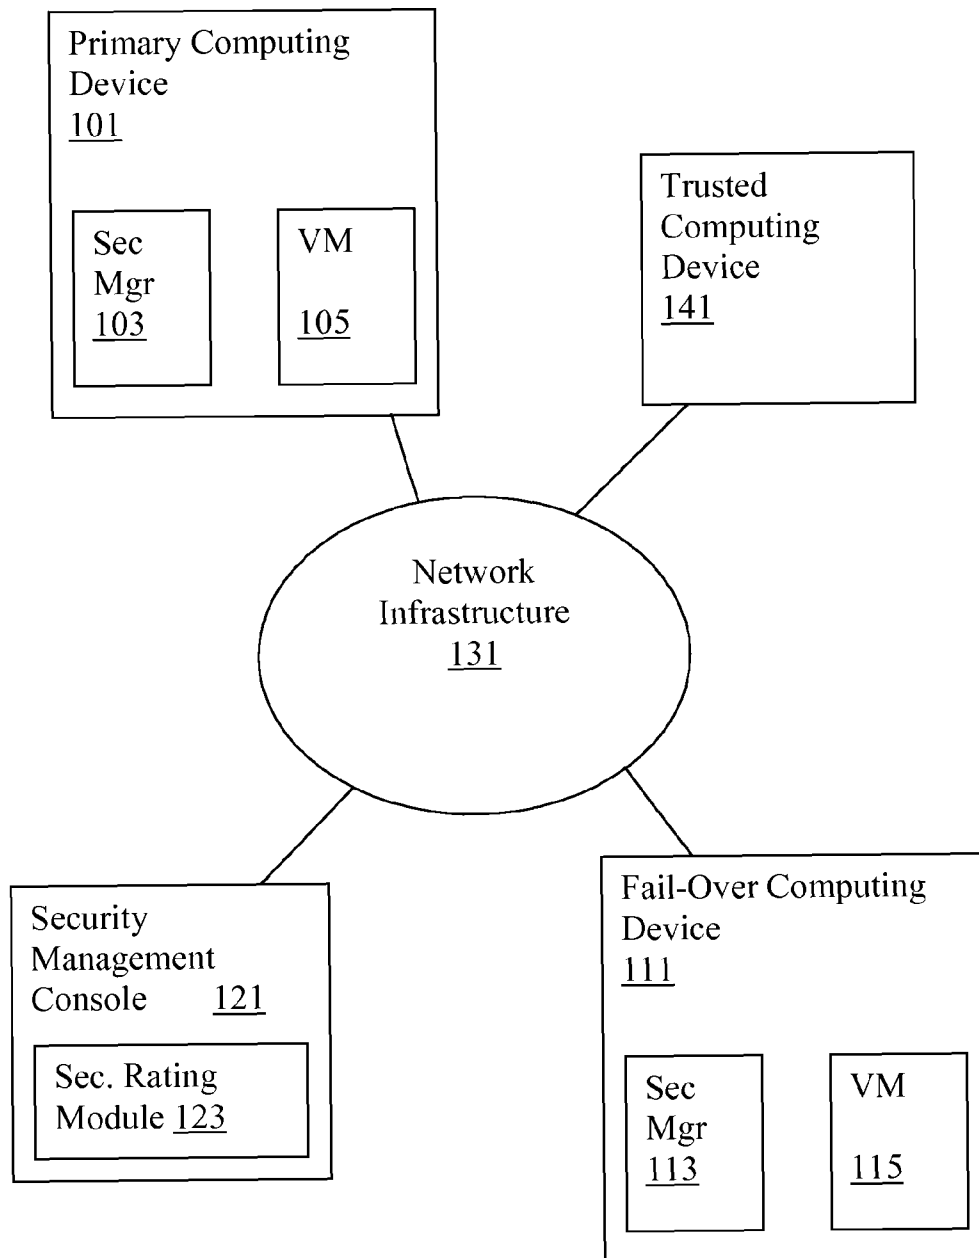 Primary Computing
Device
101
Sec
Mgr
103
VM
105
Trusted
Computing
Device
141
Network
Infrastructure
131
Security
Management
Console 121
Sec. Rating
Module 123
Fail-Over Computing
Device
111
Sec
Mgr
113
VM
115